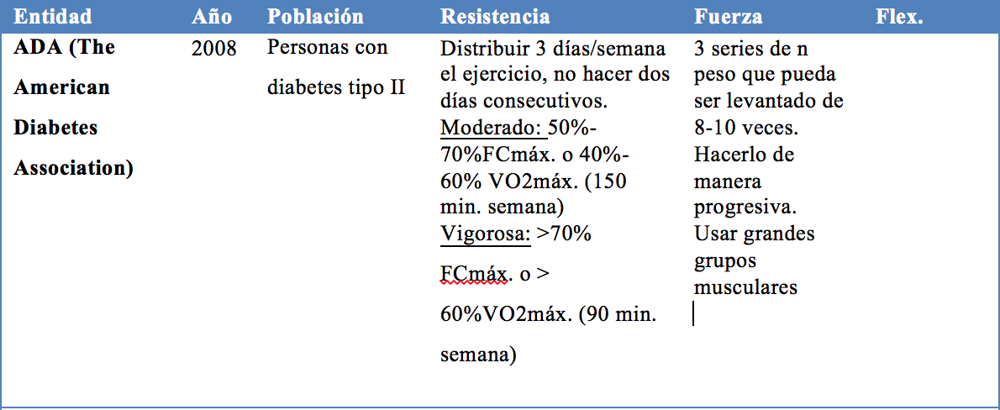 Entidad Año Población Resistencia Fuerza Flex.
ADA (The
American
Diabetes
Association)
2008
Personas con
diabetes tipo II
Distribuir 3 días/semana
el ejercicio, no hacer dos
días consecutivos.
Moderado: 50%-
70%FCmáx. o 40%-
60% VO2máx. (150
min. semana)
Vigorosa: >70%
FCmáx. o >
60%VO2máx. (90 min.
semana)
3 series de n
peso que pueda
ser levantado de
8-10 veces.
Hacerlo de
manera
progresiva.
Usar grandes
grupos
musculares